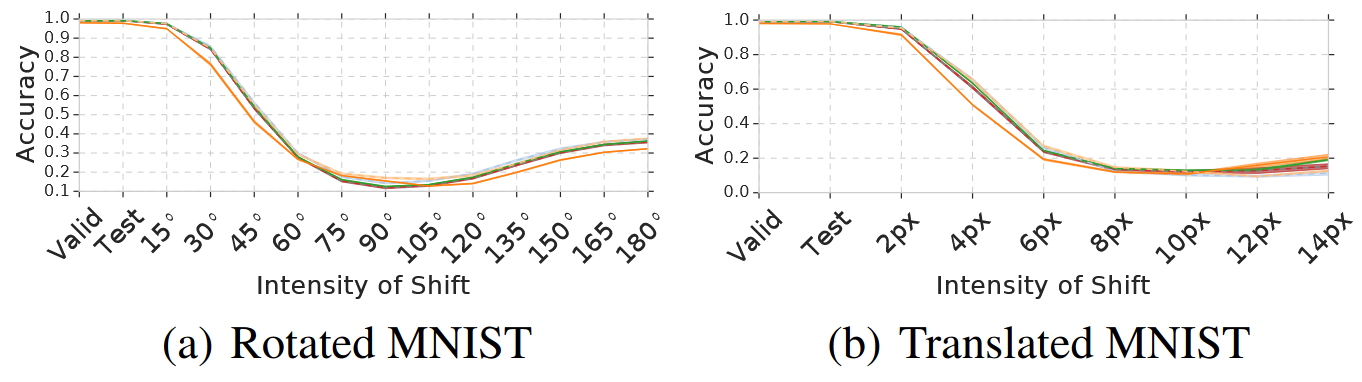 Accuracy
1.0
0.9
0.8
0.7
0.6
0.5
0.4
0.3
0.2
0.1
Valid Test 15° 30° 45° 60° 75° 90° 105° 120° 135° 150° 165° 180°
Intensity of Shift
(a) Rotated MNIST
Accuracy
1.0
0.8
0.6
0.4
0.2
0.0
Valid Test 2px 4px 6px 8px 10px 12px 14px
Intensity of Shift
(b) Translated MNIST